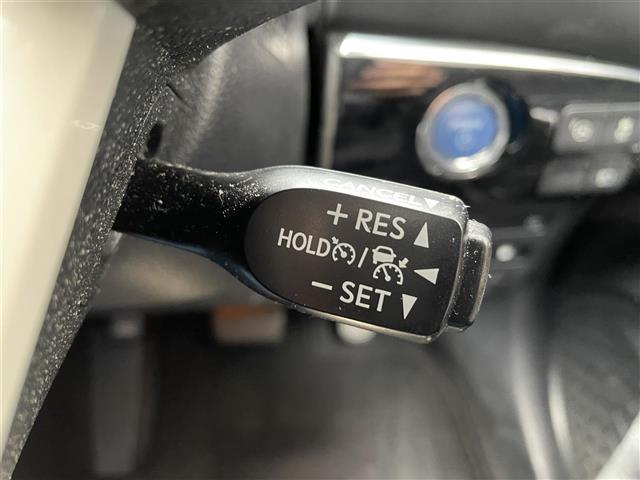 CANCEL▼
+ RES ▲
HOLD / ◀
− SET ▼